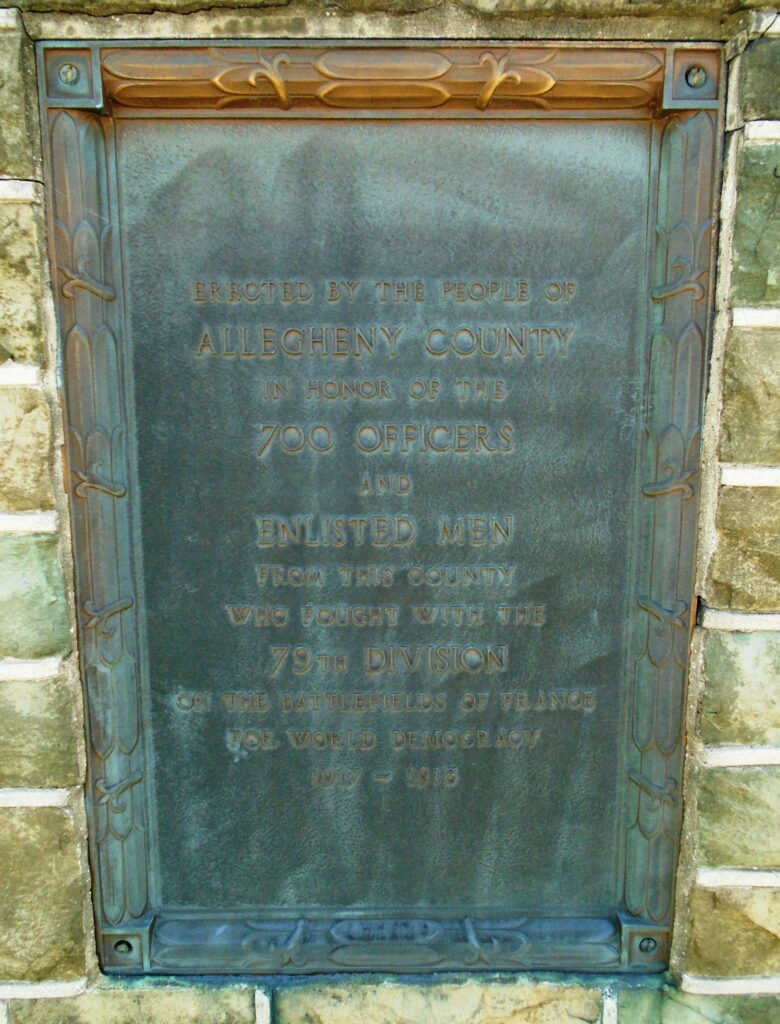 ERECTED BY THE PEOPLE OF
ALLEGHENY COUNTY
IN HONOR OF THE
700 OFFICERS
AND
ENLISTED MEN
FROM THIS COUNTY
WHO FOUGHT WITH THE
79TH DIVISION
ON THE BATTLEFIELDS OF FRANCE
FOR WORLD DEMOCRACY
1917 - 1918